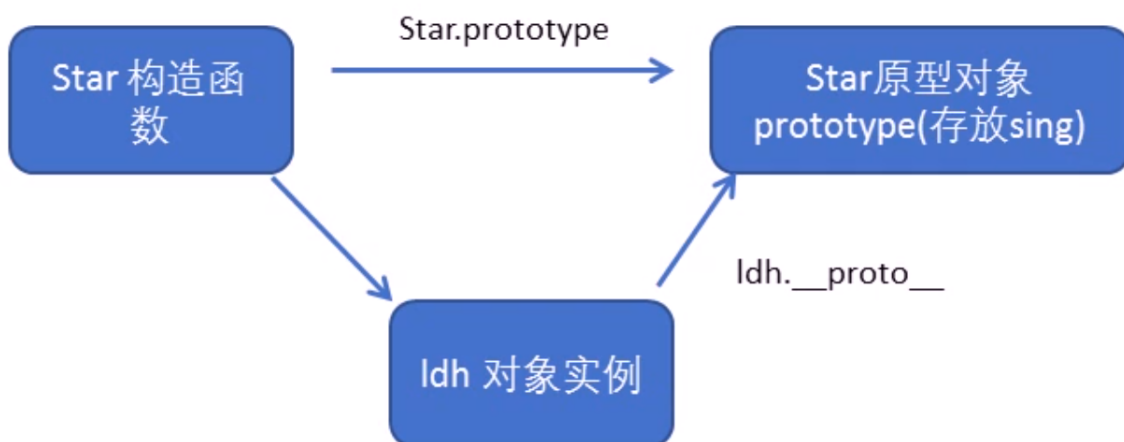 Star.prototype
Star 构造函
数
Star原型对象
prototype(存放sing)
ldh.__proto__
ldh 对象实例